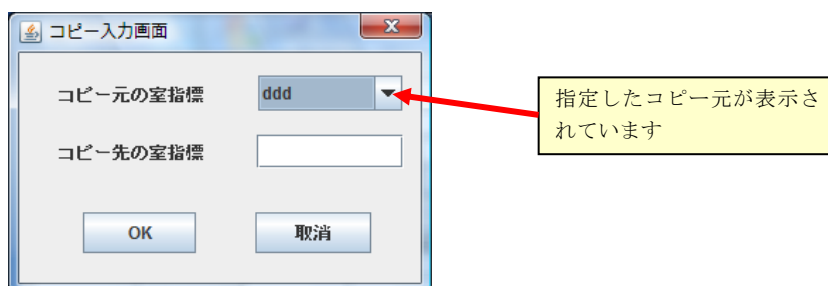 コピー入力画面
コピー元の室指標
ddd
指定したコピー元が表示さ
れています
コピー先の室指標
OK
取消